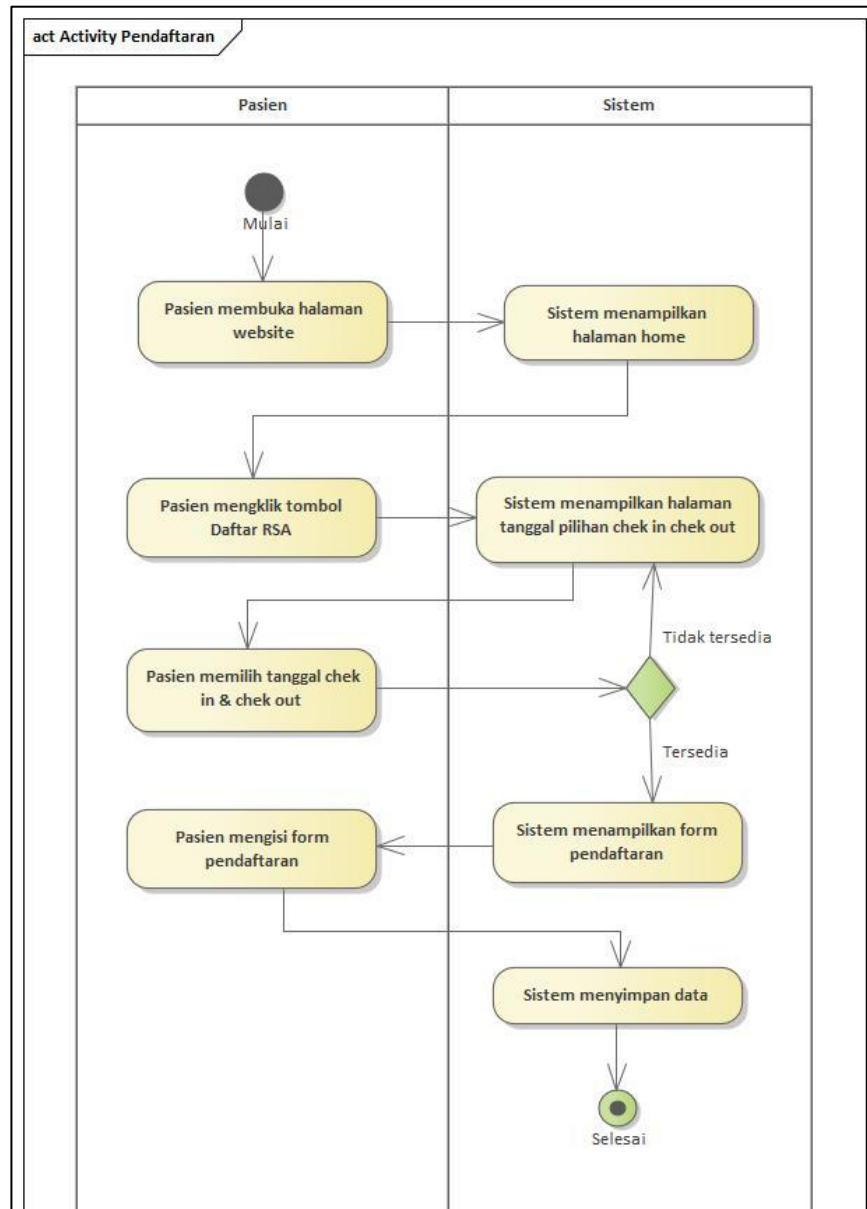 act Activity Pendaftaran
Pasien
Sistem
Mulai
Pasien membuka halaman
website
Sistem menampilkan
halaman home
Pasien mengklik tombol
Daftar RSA
Sistem menampilkan halaman
tanggal pilihan chek in chek out
Pasien memilih tanggal chek
in & chek out
Tidak tersedia
Tersedia
Sistem menampilkan form
pendaftaran
Pasien mengisi form
pendaftaran
Sistem menyimpan data
Selesai